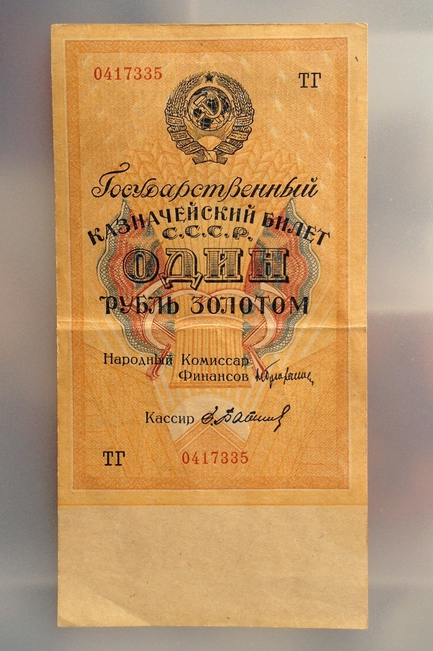 0417335
ТГ
Государственный
КАЗНАЧЕЙСКИЙ БИЛЕТ
С.С.С.Р.
ОДИН
РУБЛЬ ЗОЛОТОМ
Народный Комиссар
Финансов
Кассир
ТГ 0417335